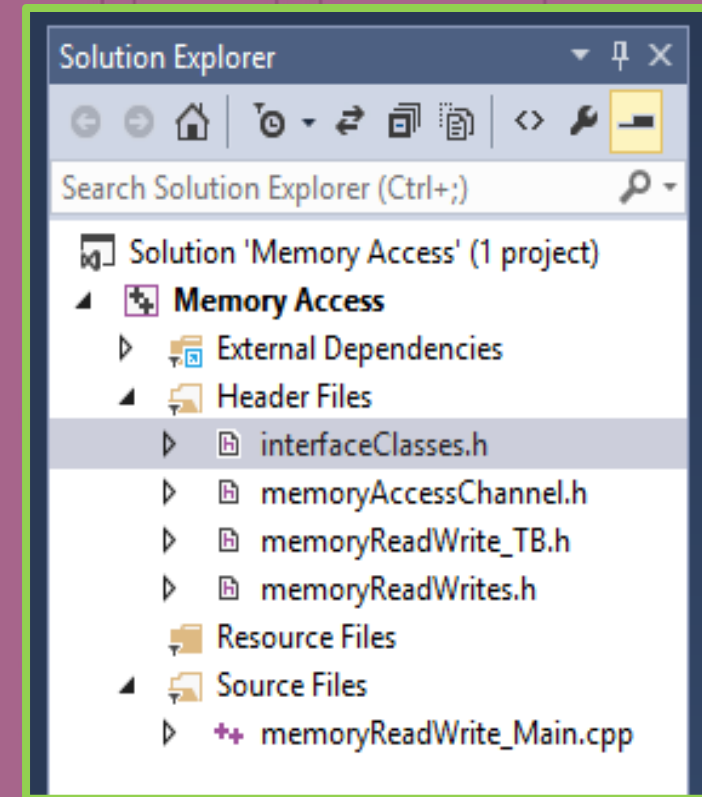 Solution Explorer
Search Solution Explorer (Ctrl+;)
Solution 'Memory Access' (1 project)
Memory Access
External Dependencies
Header Files
interfaceClasses.h
memoryAccessChannel.h
memoryReadWrite_TB.h
memoryReadWrites.h
Resource Files
Source Files
memoryReadWrite_Main.cpp